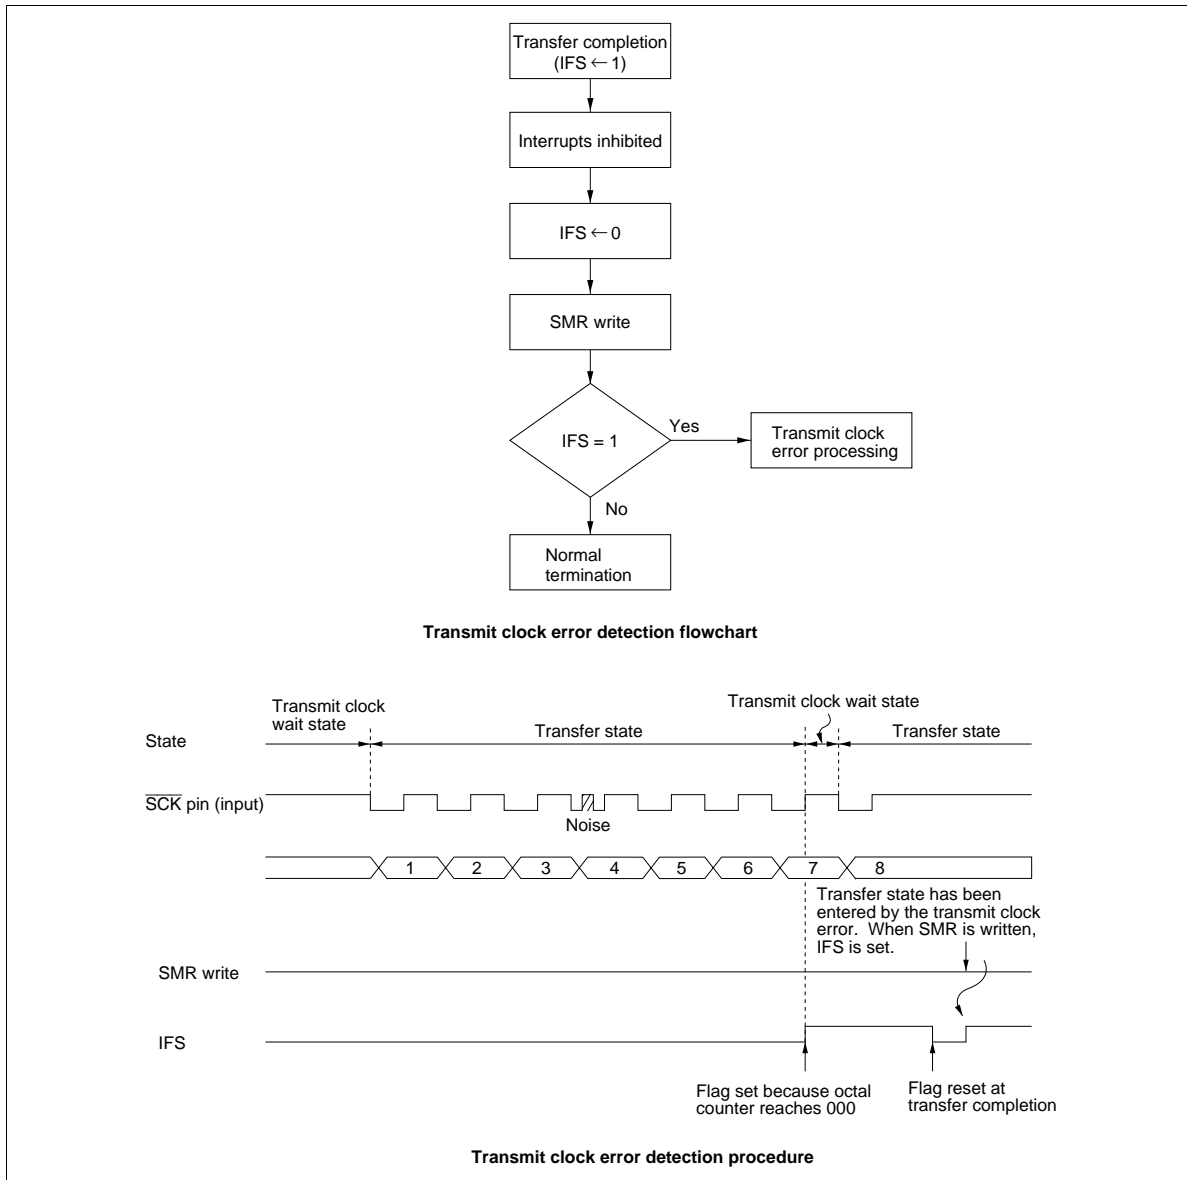 Transfer completion
(IFS ← 1)
Interrupts inhibited
IFS ← 0
SMR write
IFS = 1
Yes
Transmit clock
error processing
No
Normal
termination
Transmit clock error detection flowchart
Transmit clock
wait state
Transmit clock wait state
State
Transfer state
Transfer state
SCK pin (input)
Noise
1 2 3 4 5 6 7 8
Transfer state has been
entered by the transmit clock
error. When SMR is written,
IFS is set.
SMR write
IFS
Flag set because octal
counter reaches 000
Flag reset at
transfer completion
Transmit clock error detection procedure